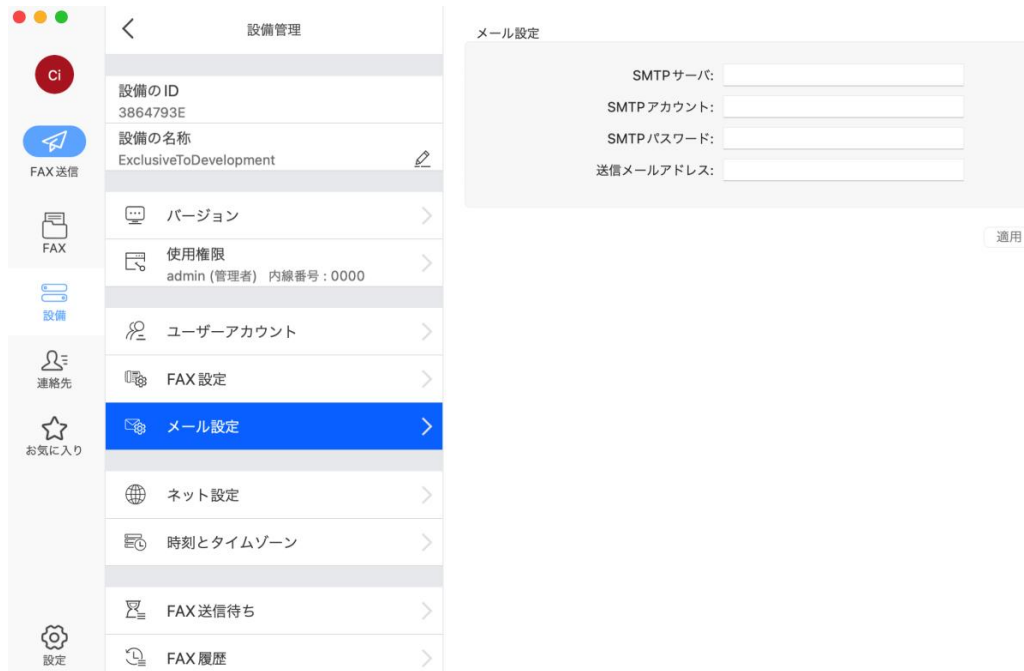 Ci
FAX送信
FAX
設備
連絡先
お気に入り
設定
設備管理
設備のID
3864793E
設備の名称
ExclusiveToDevelopment
バージョン
使用権限
admin (管理者) 内線番号 : 0000
ユーザーアカウント
FAX設定
メール設定
ネット設定
時刻とタイムゾーン
FAX送信待ち
FAX履歴
メール設定
SMTPサーバ:
SMTPアカウント:
SMTPパスワード:
送信メールアドレス:
適用